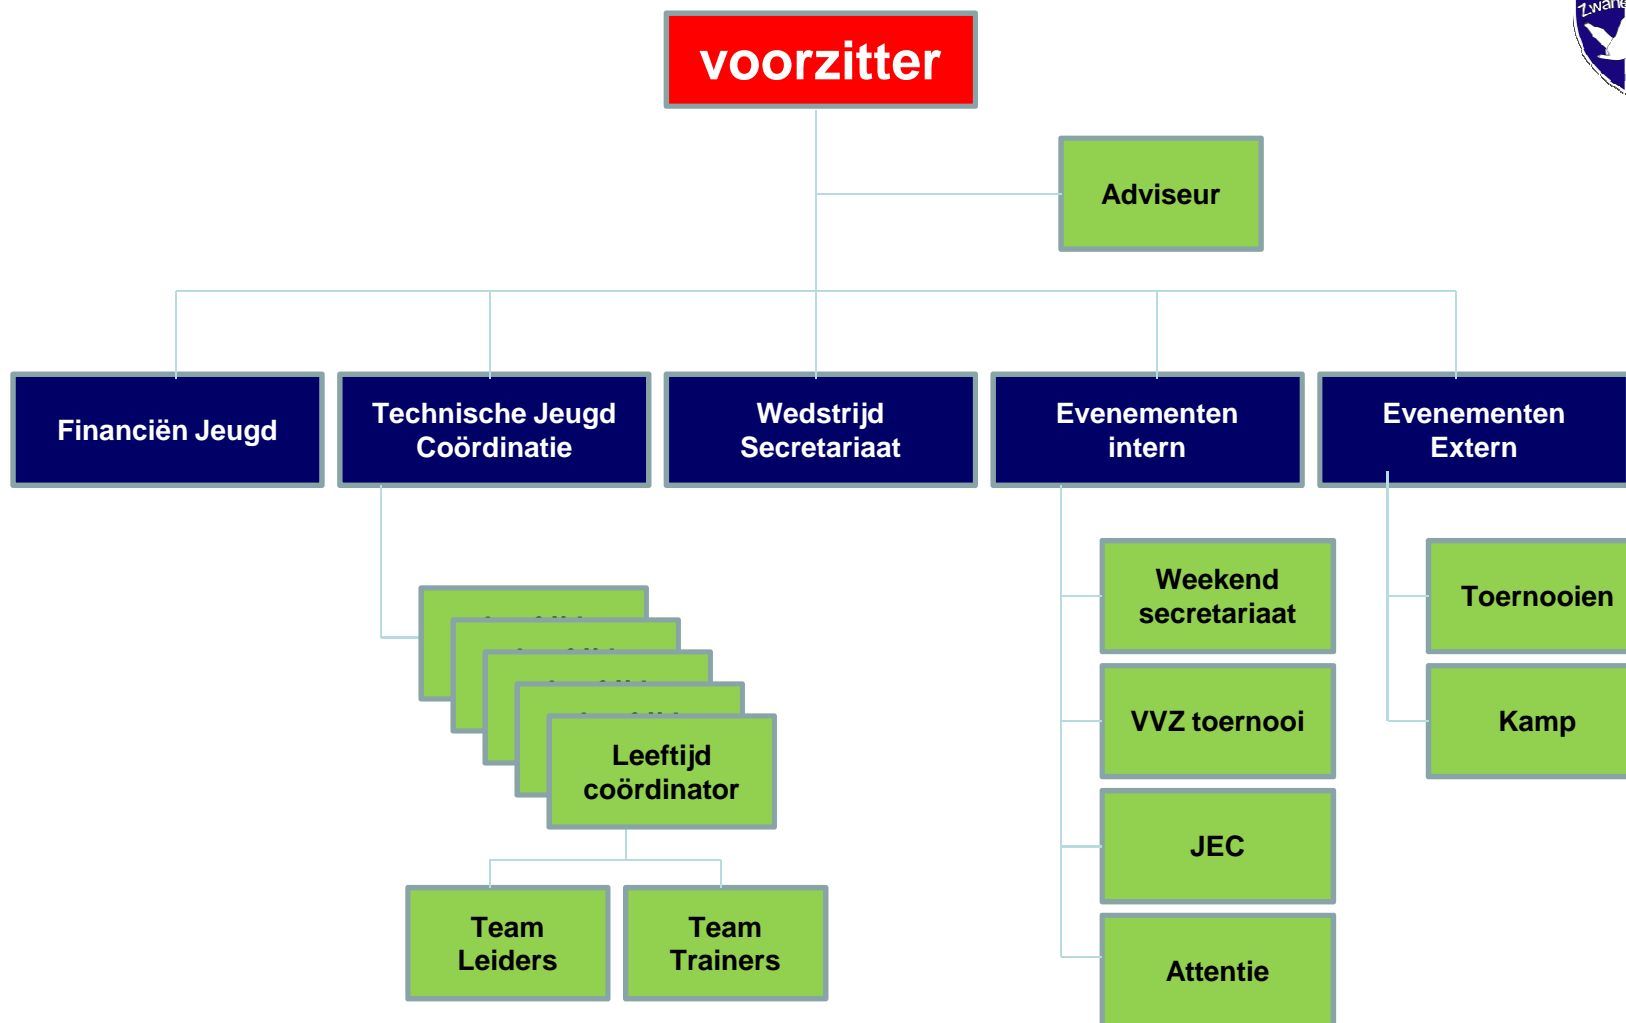 voorzitter
Adviseur
Financiën Jeugd
Technische Jeugd
Coördinatie
Wedstrijd
Secretariaat
Evenementen
intern
Evenementen
Extern
Weekend
secretariaat
Toernooien
VVZ toernooi
Kamp
Leeftijd
coördinator
JEC
Team
Leiders
Team
Trainers
Attentie